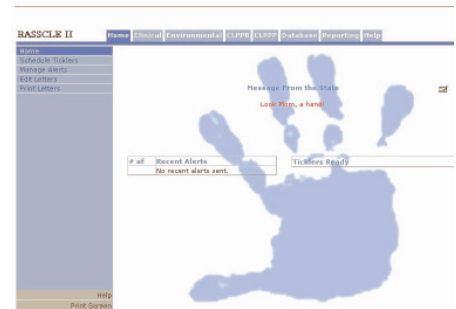 RASSCLE II Home Clinical Environmental CLPPB CLPPP Database Reporting Help
Home
Schedule Ticklers
Manage Alerts
Edit Letters
Print Letters
Message From the State
Look Mom, a hand!
# of Recent Alerts Ticklers Ready
No recent alerts sent.
Help
Print Screen